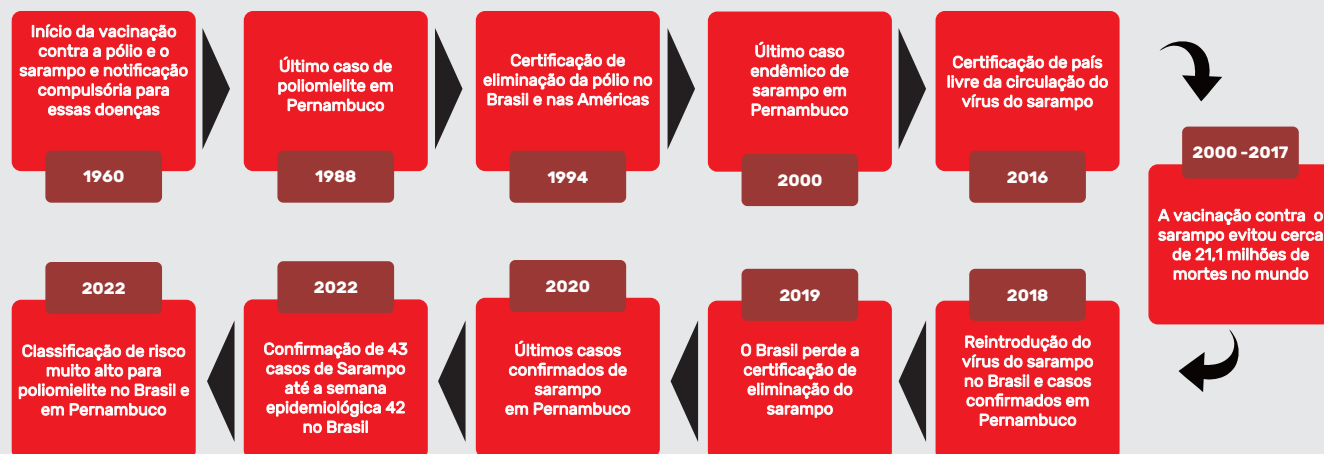 Início da vacinação
contra a pólio e o
sarampo e notificação
compulsória para
essas doenças
1960
Último caso de
poliomielite em
Pernambuco
1988
Certificação de
eliminação da pólio no
Brasil e nas Américas
1994
Último caso
endêmico de
sarampo em
Pernambuco
2000
Certificação de país
livre da circulação do
vírus do sarampo
2016
2000 -2017
A vacinação contra o
sarampo evitou cerca
de 21,1 milhões de
mortes no mundo
2018
Reintrodução do
vírus do sarampo
no Brasil e casos
confirmados em
Pernambuco
2019
O Brasil perde a
certificação de
eliminação do
sarampo
2020
Últimos casos
confirmados de
sarampo
em Pernambuco
2022
Confirmação de 43
casos de Sarampo
até a semana
epidemiológica 42
no Brasil
2022
Classificação de risco
muito alto para
poliomielite no Brasil e
em Pernambuco